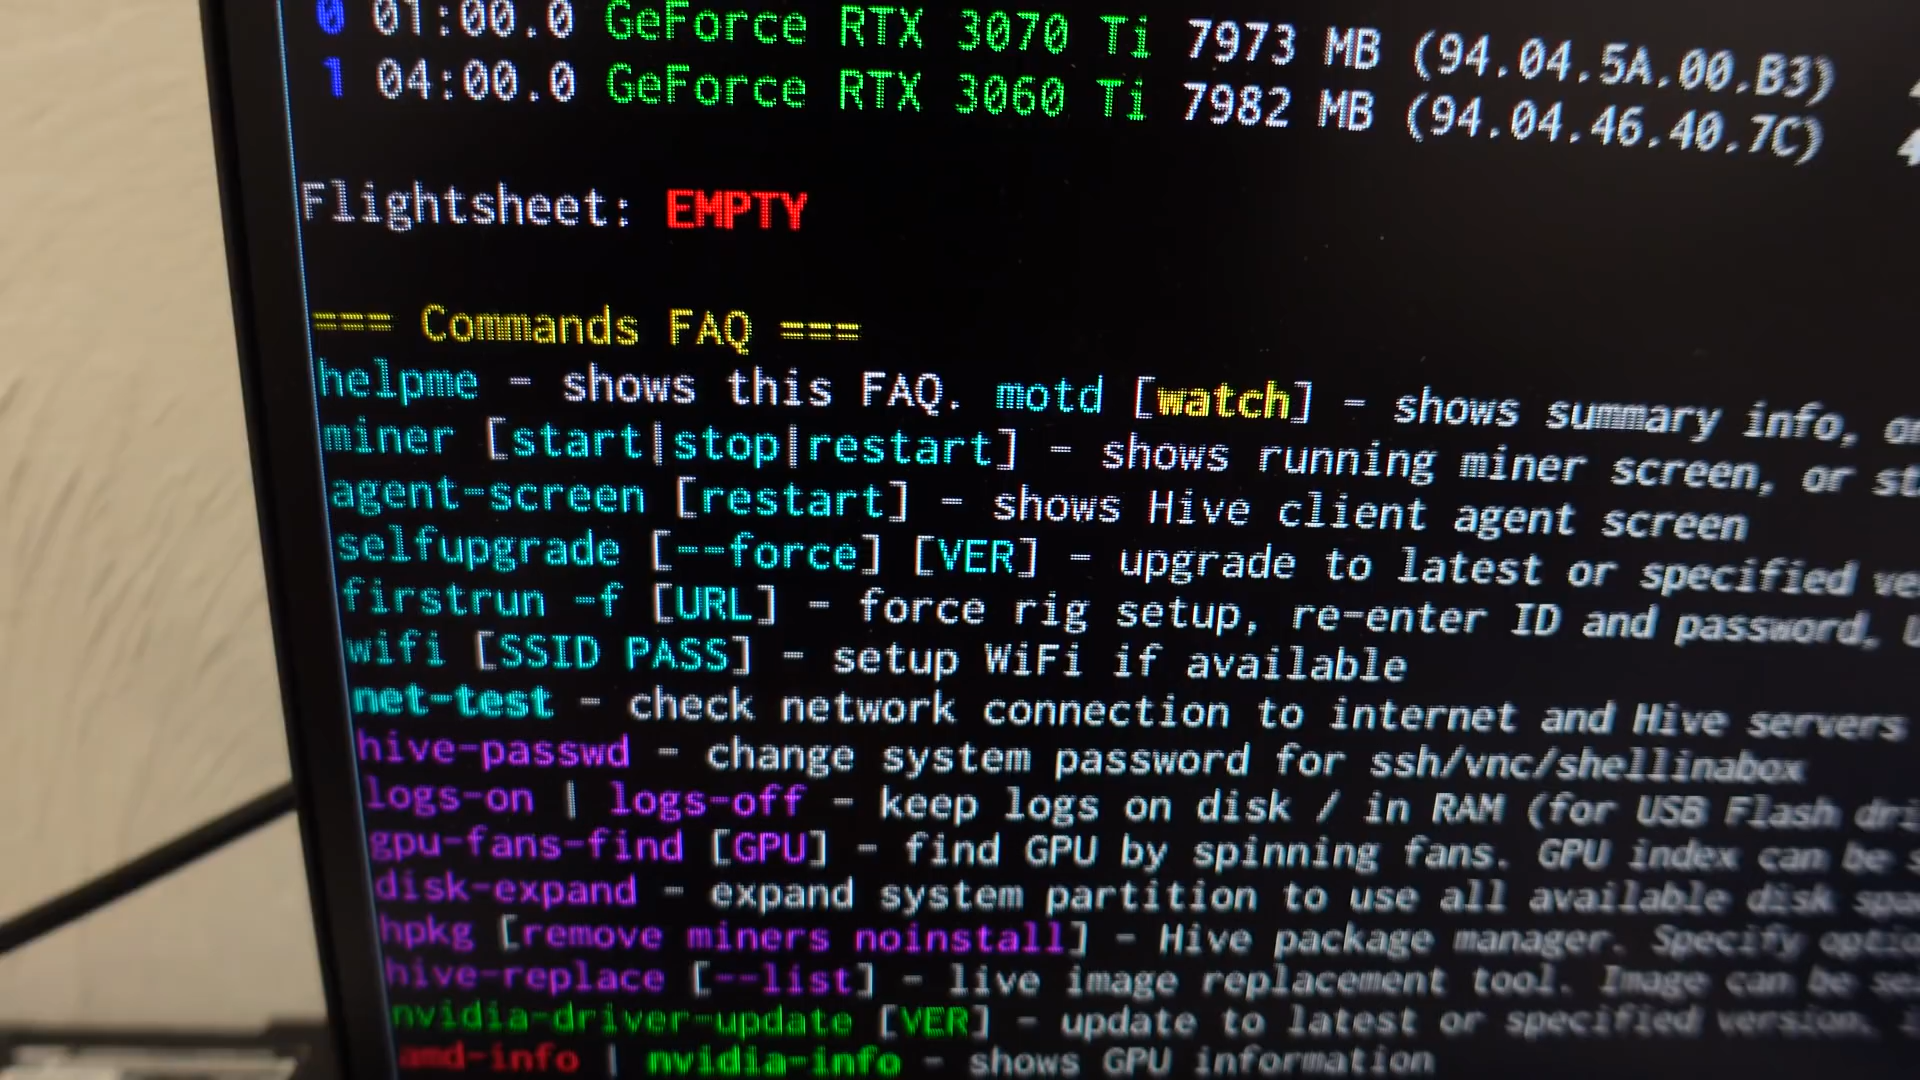 0 01:00.0 GeForce RTX 3070 Ti 7973 MB (94.04.5A.00.B3)
1 04:00.0 GeForce RTX 3060 Ti 7982 MB (94.04.46.40.7C) 4
Flightsheet: EMPTY
=== Commands FAQ ===
helpme - shows this FAQ. motd [watch] - shows summary info,
miner [start|stop|restart] - shows running miner screen, or
agent-screen [restart] - shows Hive client agent screen
selfupgrade [--force] [VER] - upgrade to latest or specified
firstrun -f [URL] - force rig setup, re-enter ID and password,
wifi [SSID PASS] - setup WiFi if available
net-test - check network connection to internet and Hive servers
hive-passwd - change system password for ssh/vnc/shellinabox
logs-on | logs-off - keep logs on disk / in RAM (for USB Flash
gpu-fans-find [GPU] - find GPU by spinning fans. GPU index can be
disk-expand - expand system partition to use all available disk
hpkg [remove miners noinstall] - Hive package manager. Specify
hive-replace [--list] - live image replacement tool. Image can be
nvidia-driver-update [VER] - update to latest or specified version.
amd-info | nvidia-info - shows GPU information